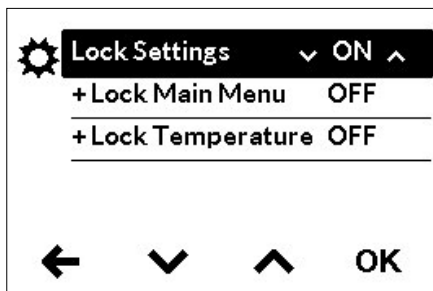 Lock Settings ON
+Lock Main Menu OFF
+Lock Temperature OFF
OK